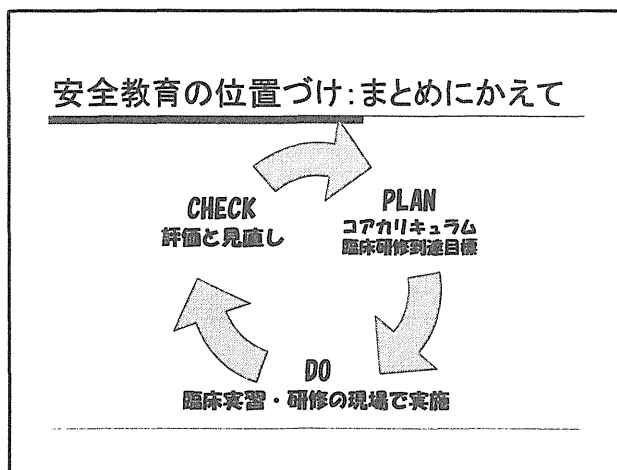 安全教育の位置づけ:まとめにかえて
CHECK
評価と見直し
PLAN
コアカリキュラム
臨床研修到達目標
DO
臨床実習・研修の現場で実施